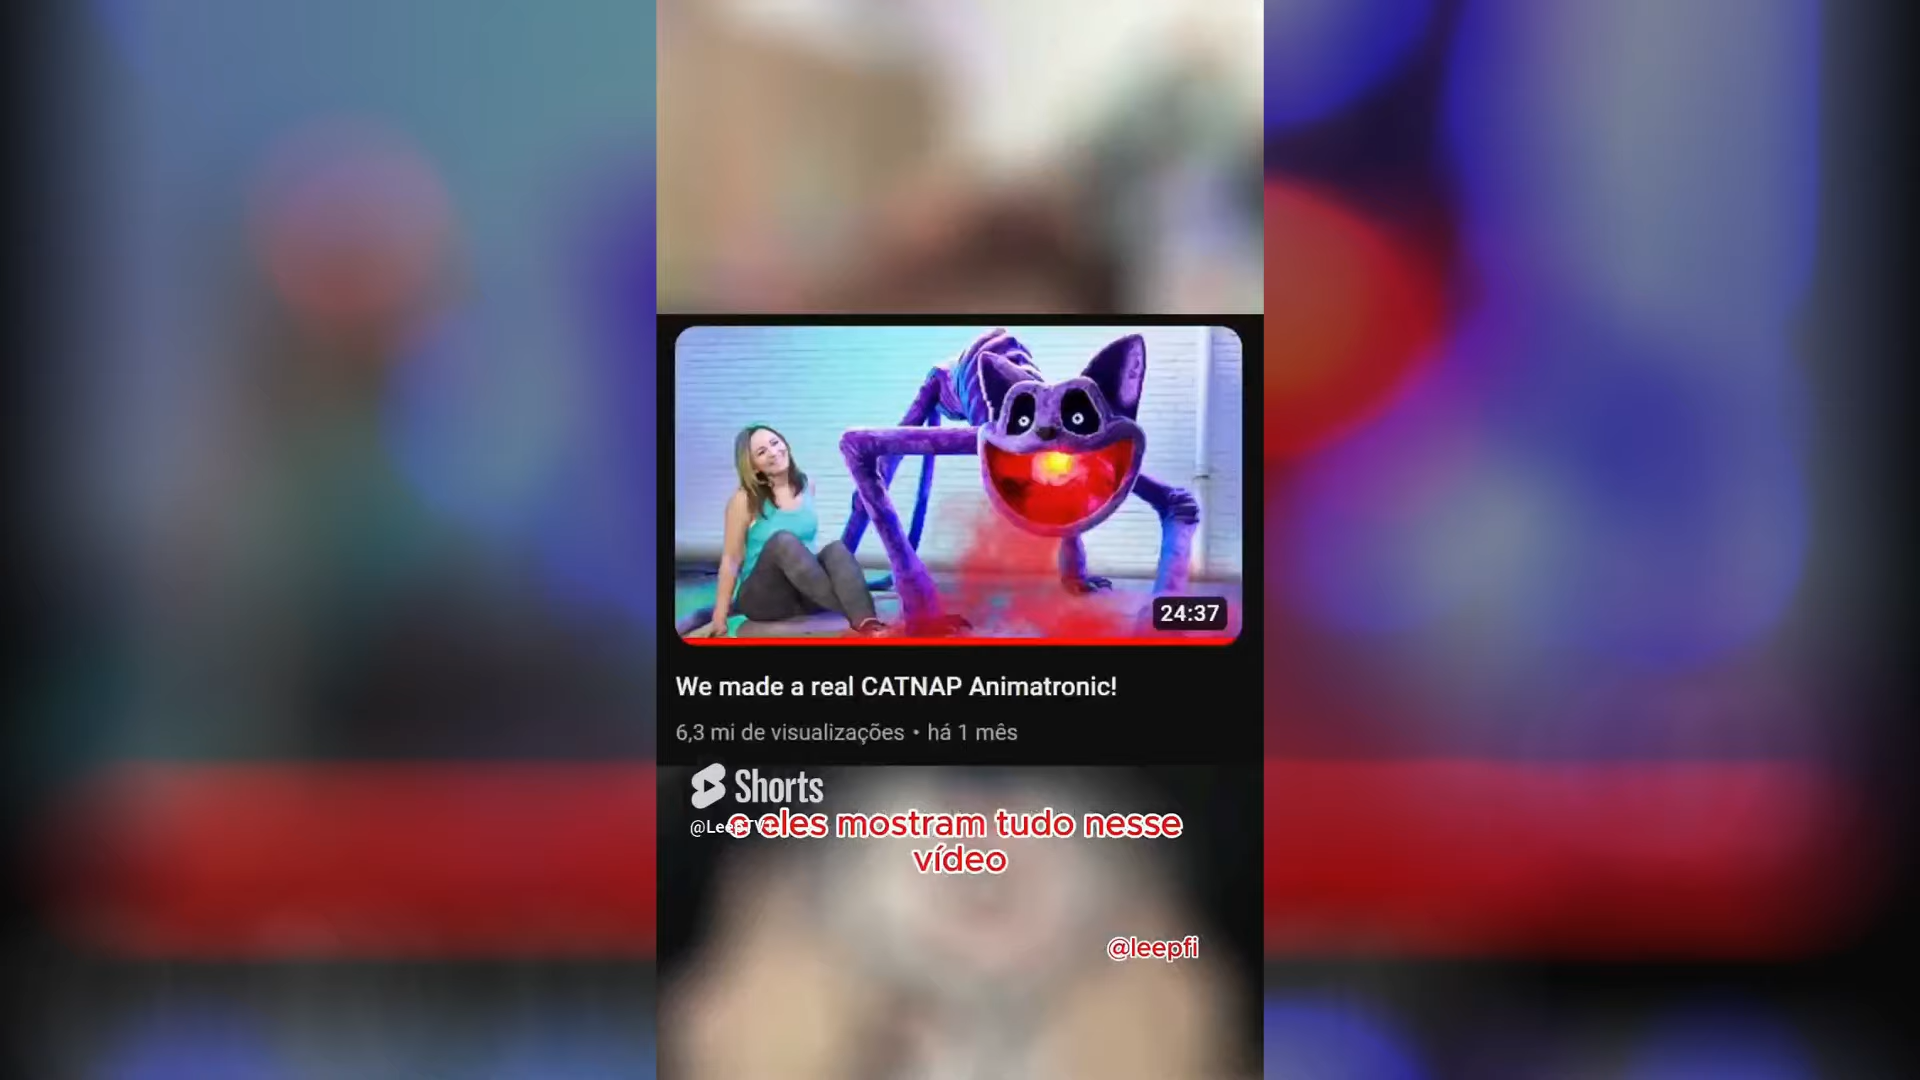 24:37
We made a real CATNAP Animatronic!
6,3 mi de visualizações • há 1 mês
Shorts
e eles mostram tudo nesse
vídeo
@leepfi